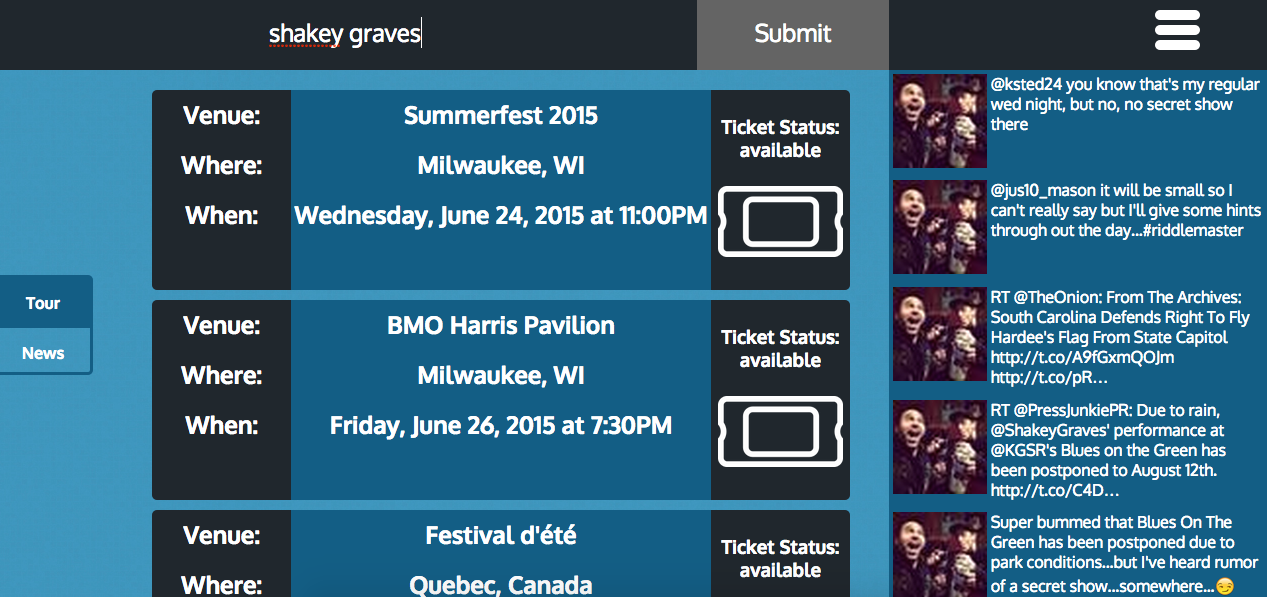 shakey graves
Submit
Tour
News
Venue:
Summerfest 2015
Where:
Milwaukee, WI
When:
Wednesday, June 24, 2015 at 11:00PM
Ticket Status:
available
Venue:
BMO Harris Pavilion
Where:
Milwaukee, WI
When:
Friday, June 26, 2015 at 7:30PM
Ticket Status:
available
Venue:
Festival d'été
Where:
Quebec, Canada
Ticket Status:
available
@ksted24 you know that's my regular
wed night, but no, no secret show
there
@jus10_mason it will be small so I
can't really say but I'll give some hints
through out the day...#riddlemaster
RT @TheOnion: From The Archives:
South Carolina Defends Right To Fly
Hardee's Flag From State Capitol
http://t.co/A9fGxmQOJm
http://t.co/pR…
RT @PressJunkiePR: Due to rain,
@ShakeyGraves' performance at
@KGSR's Blues on the Green has
been postponed to August 12th.
http://t.co/C4D…
Super bummed that Blues On The
Green has been postponed due to
park conditions...but I've heard rumor
of a secret show...somewhere...😏